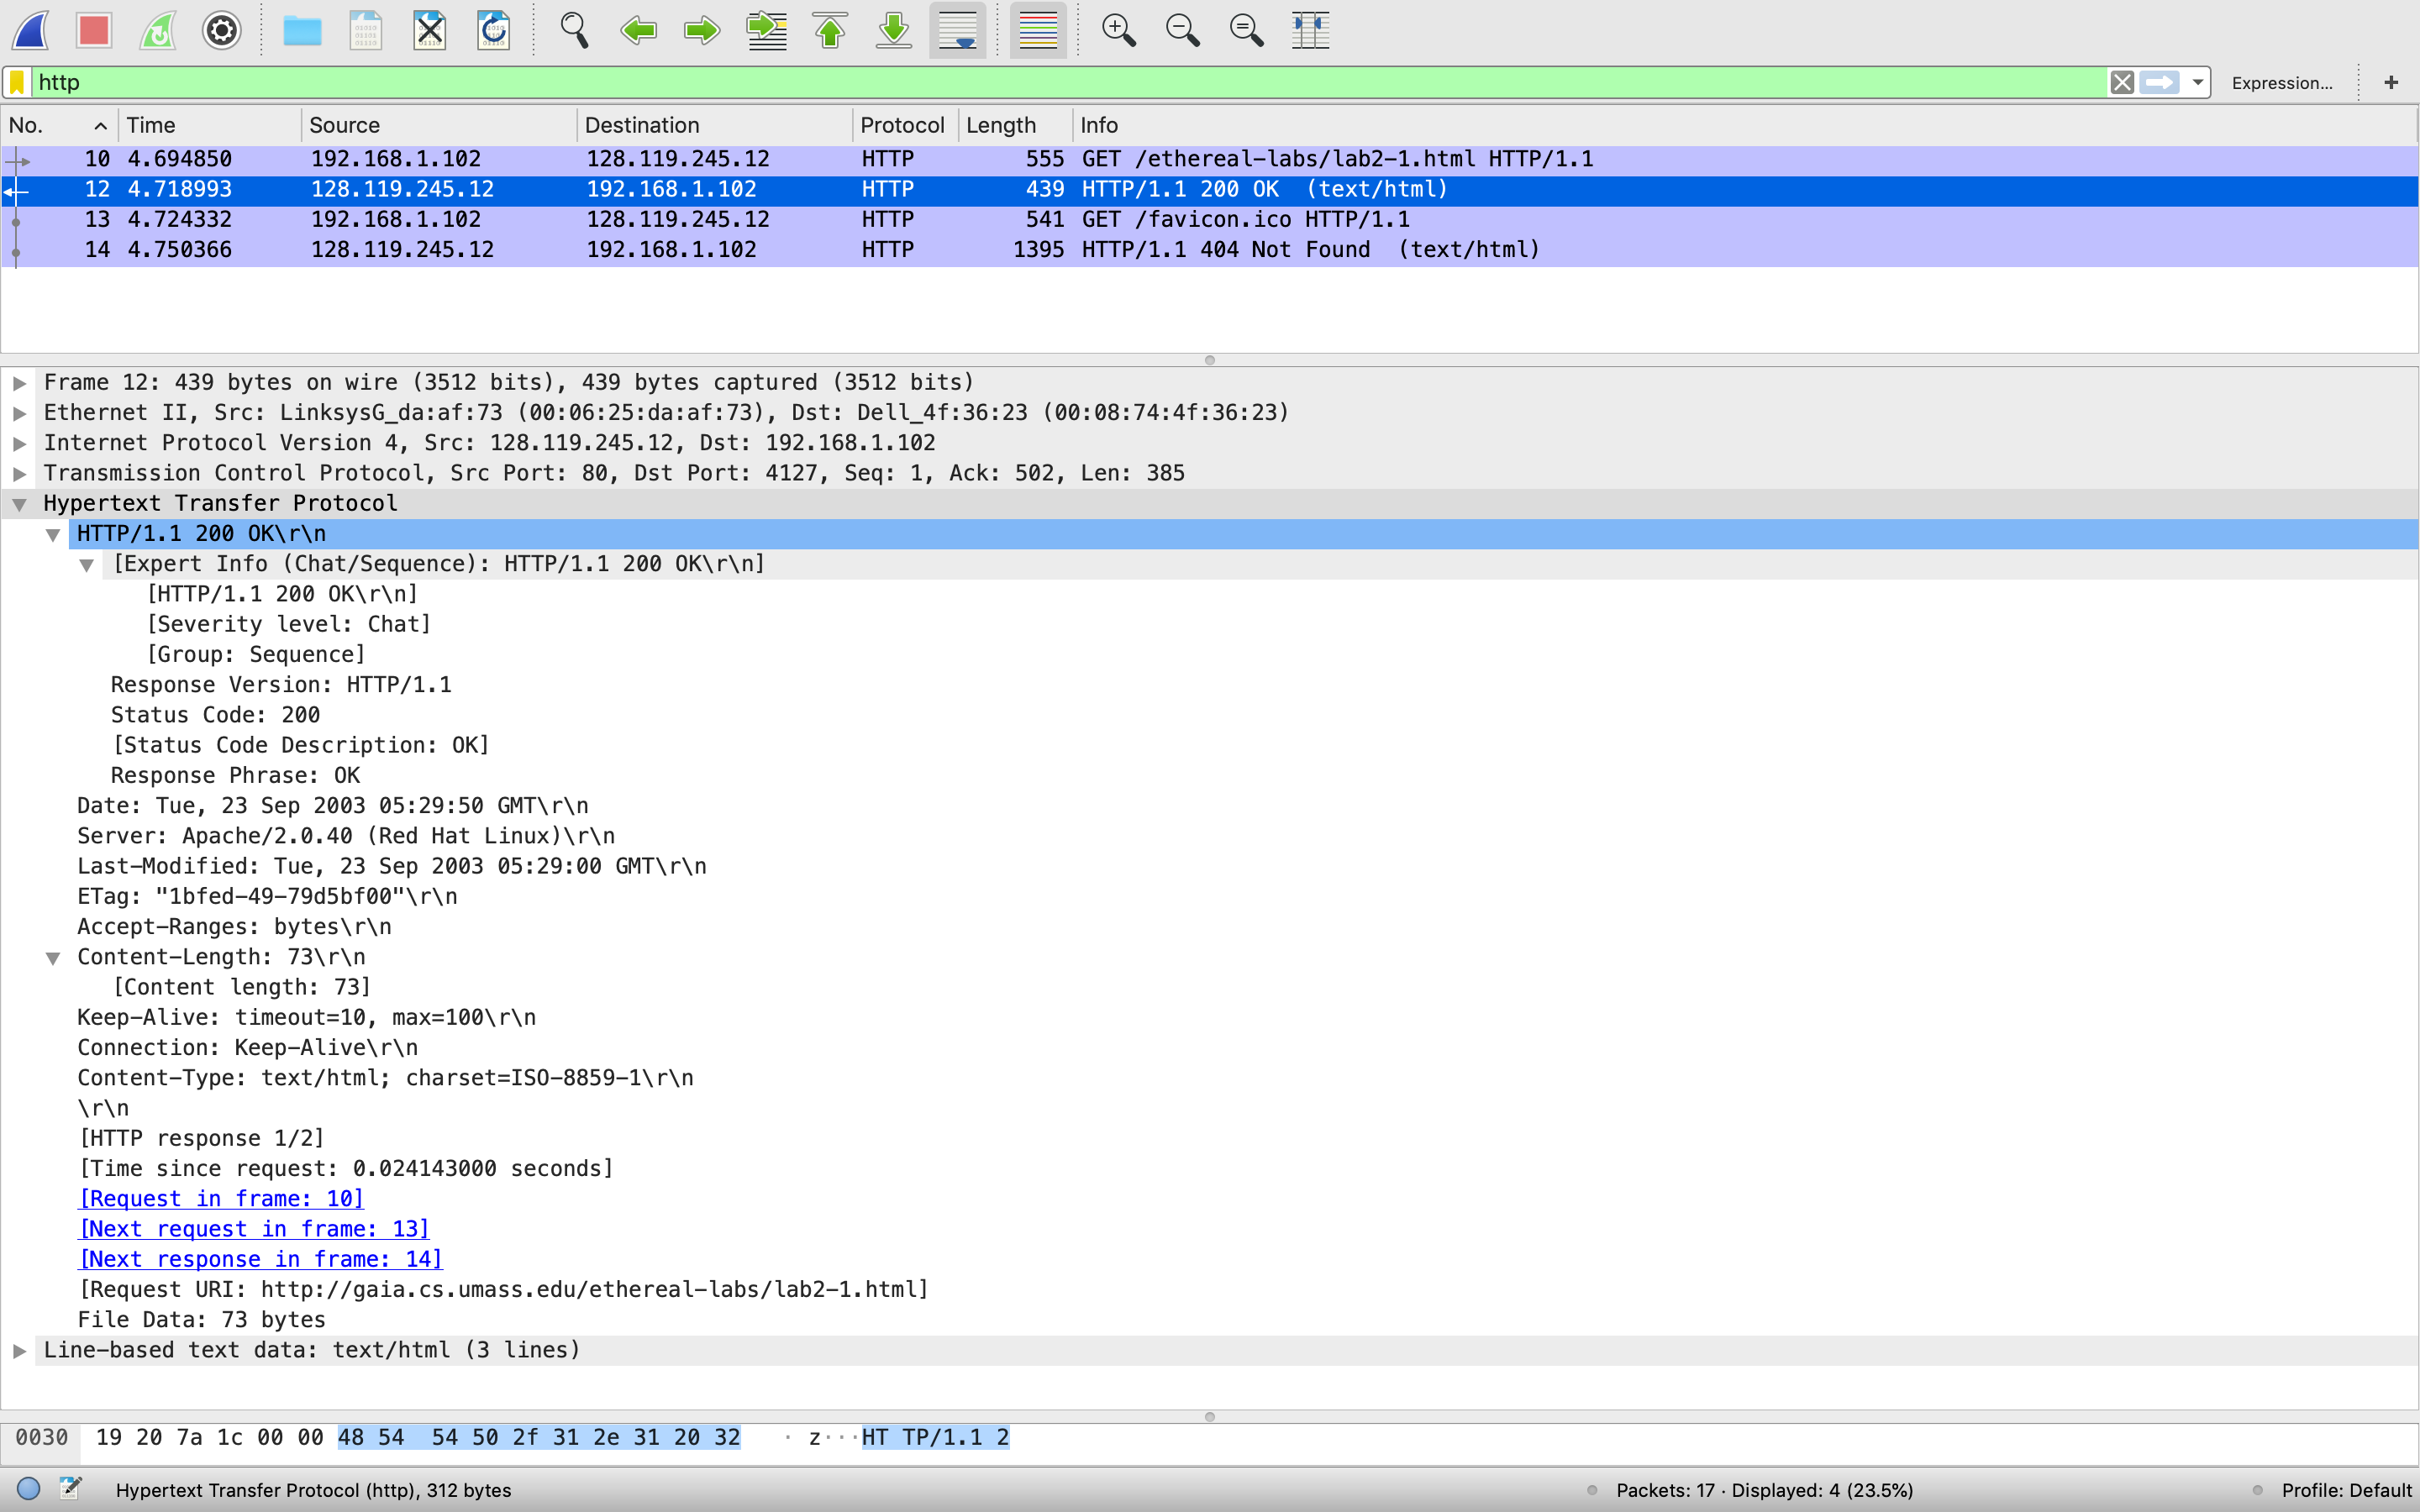 http
Expression...
+
No. Time Source Destination Protocol Length Info
10 4.694850 192.168.1.102 128.119.245.12 HTTP 555 GET /ethereal-labs/lab2-1.html HTTP/1.1
12 4.718993 128.119.245.12 192.168.1.102 HTTP 439 HTTP/1.1 200 OK (text/html)
13 4.724332 192.168.1.102 128.119.245.12 HTTP 541 GET /favicon.ico HTTP/1.1
14 4.750366 128.119.245.12 192.168.1.102 HTTP 1395 HTTP/1.1 404 Not Found (text/html)
Frame 12: 439 bytes on wire (3512 bits), 439 bytes captured (3512 bits)
Ethernet II, Src: LinksysG_da:af:73 (00:06:25:da:af:73), Dst: Dell_4f:36:23 (00:08:74:4f:36:23)
Internet Protocol Version 4, Src: 128.119.245.12, Dst: 192.168.1.102
Transmission Control Protocol, Src Port: 80, Dst Port: 4127, Seq: 1, Ack: 502, Len: 385
Hypertext Transfer Protocol
HTTP/1.1 200 OK\r\n
[Expert Info (Chat/Sequence): HTTP/1.1 200 OK\r\n]
[HTTP/1.1 200 OK\r\n]
[Severity level: Chat]
[Group: Sequence]
Response Version: HTTP/1.1
Status Code: 200
[Status Code Description: OK]
Response Phrase: OK
Date: Tue, 23 Sep 2003 05:29:50 GMT\r\n
Server: Apache/2.0.40 (Red Hat Linux)\r\n
Last-Modified: Tue, 23 Sep 2003 05:29:00 GMT\r\n
ETag: "1bfed-49-79d5bf00"\r\n
Accept-Ranges: bytes\r\n
Content-Length: 73\r\n
[Content length: 73]
Keep-Alive: timeout=10, max=100\r\n
Connection: Keep-Alive\r\n
Content-Type: text/html; charset=ISO-8859-1\r\n
\r\n
[HTTP response 1/2]
[Time since request: 0.024143000 seconds]
[Request in frame: 10]
[Next request in frame: 13]
[Next response in frame: 14]
[Request URI: http://gaia.cs.umass.edu/ethereal-labs/lab2-1.html]
File Data: 73 bytes
Line-based text data: text/html (3 lines)
0030 19 20 7a 1c 00 00 48 54 54 50 2f 31 2e 31 20 32 · z···HT TP/1.1 2
Hypertext Transfer Protocol (http), 312 bytes
Packets: 17 · Displayed: 4 (23.5%)
Profile: Default